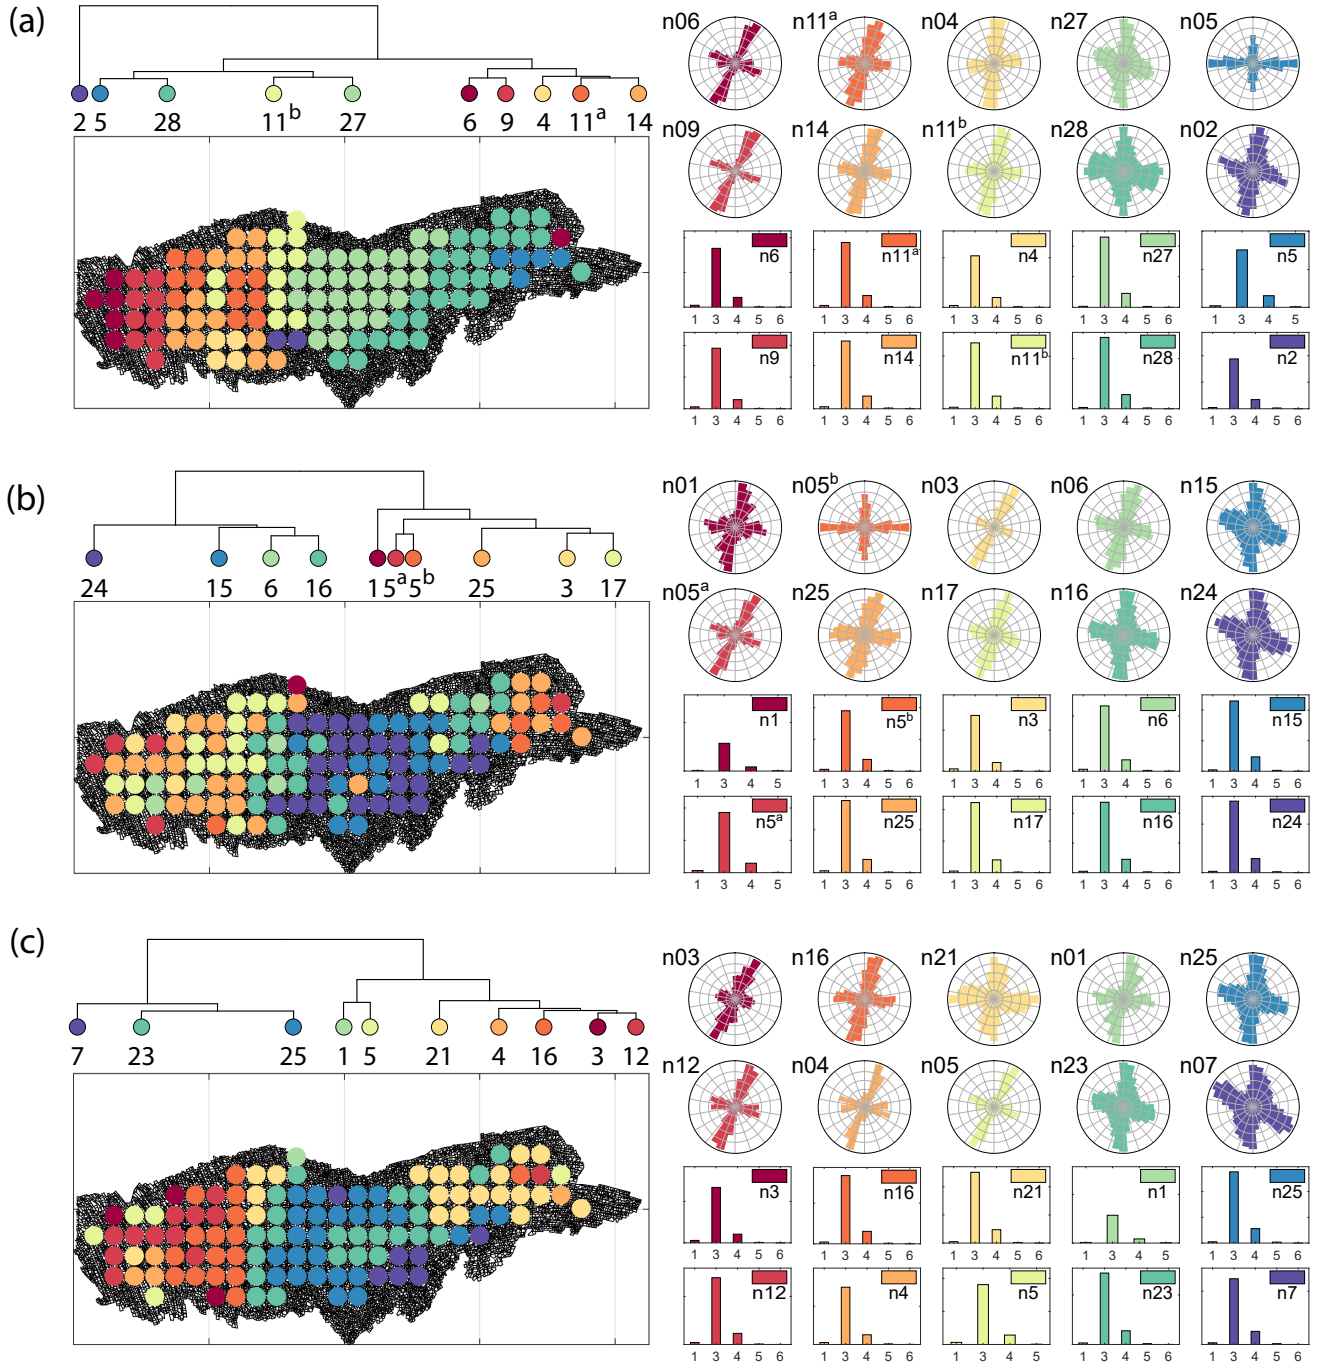 (a)
2 5 28 11b 27 6 9 4 11a 14
n06 n11a n04 n27 n05
n09 n14 n11b n28 n02
n6 n11a n4 n27 n5
1 3 4 5 6 1 3 4 5 6 1 3 4 5 6 1 3 4 5 6 1 3 4 5
n9 n14 n11b n28 n2
1 3 4 5 6 1 3 4 5 6 1 3 4 5 6 1 3 4 5 6 1 3 4 5 6
(b)
24 15 6 16 15a 5b 25 3 17
n01 n05b n03 n06 n15
n05a n25 n17 n16 n24
n1 n5b n3 n6 n15
1 3 4 5 6 1 3 4 5 6 1 3 4 5 6 1 3 4 5 6 1 3 4 5 6
n5a n25 n17 n16 n24
1 3 4 5 1 3 4 5 6 1 3 4 5 6 1 3 4 5 6 1 3 4 5 6
(c)
7 23 25 1 5 21 4 16 3 12
n03 n16 n21 n01 n25
n12 n04 n05 n23 n07
n3 n16 n21 n1 n25
1 3 4 5 6 1 3 4 5 6 1 3 4 5 6 1 3 4 5 1 3 4 5 6
n12 n4 n5 n23 n7
1 3 4 5 6 1 3 4 5 6 1 3 4 5 1 3 4 5 6 1 3 4 5 6